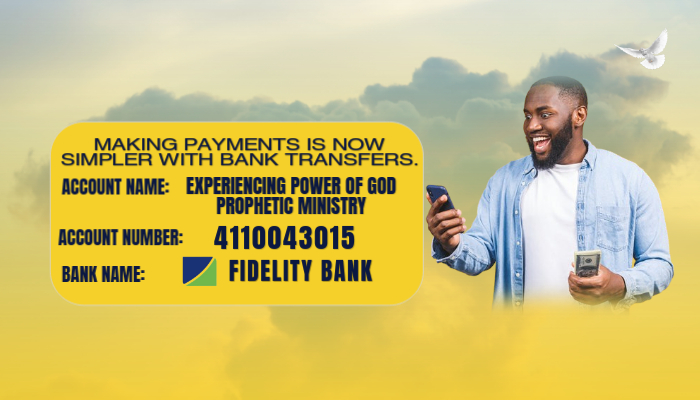 MAKING PAYMENTS IS NOW
SIMPLER WITH BANK TRANSFERS.
ACCOUNT NAME: EXPERIENCING POWER OF GOD
PROPHETIC MINISTRY
ACCOUNT NUMBER: 4110043015
BANK NAME: FIDELITY BANK